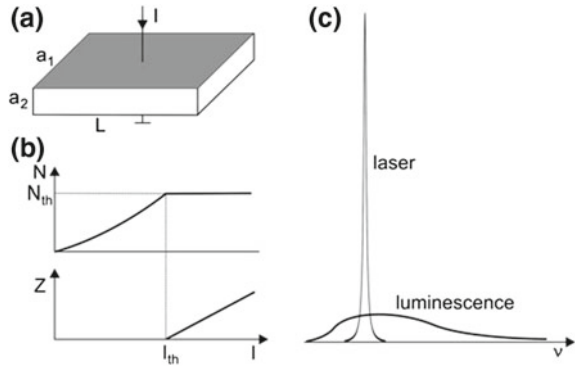 (a)
I
a₁
a₂
L
(b)
N
Nth
Z
Ith
I
(c)
laser
luminescence
ν